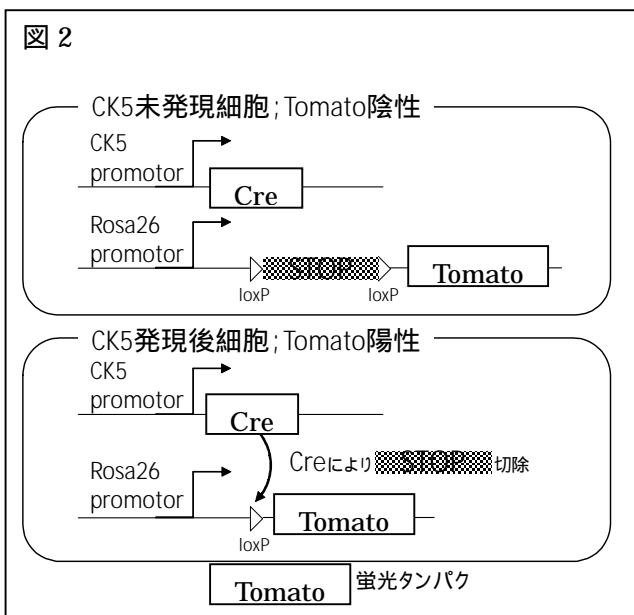 図 2
CK5未発現細胞;Tomato陰性
CK5
promotor
Cre
Rosa26
promotor
STOP
Tomato
loxP
loxP
CK5発現後細胞;Tomato陽性
CK5
promotor
Cre
Creにより STOP 切除
Rosa26
promotor
Tomato
loxP
Tomato 蛍光タンパク